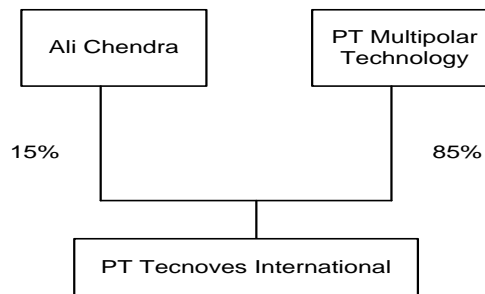 Ali Chendra
PT Multipolar
Technology
15%
85%
PT Tecnoves International